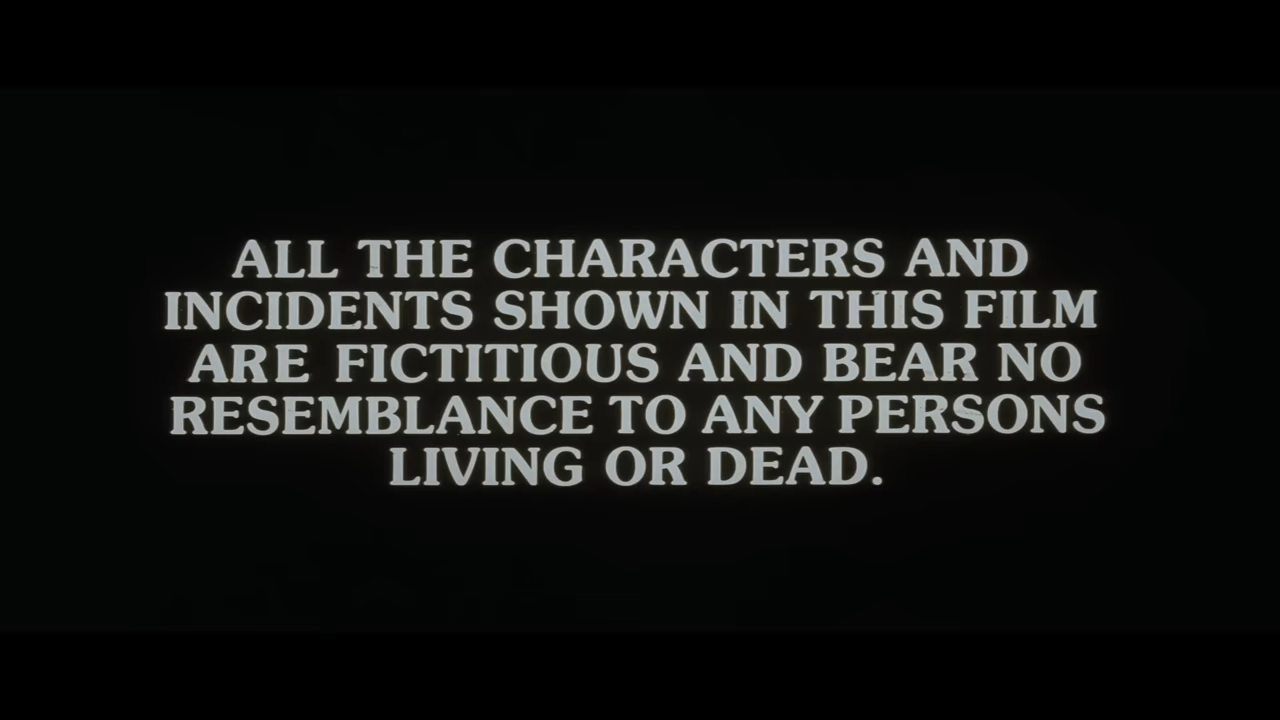 ALL THE CHARACTERS AND
INCIDENTS SHOWN IN THIS FILM
ARE FICTITIOUS AND BEAR NO
RESEMBLANCE TO ANY PERSONS
LIVING OR DEAD.